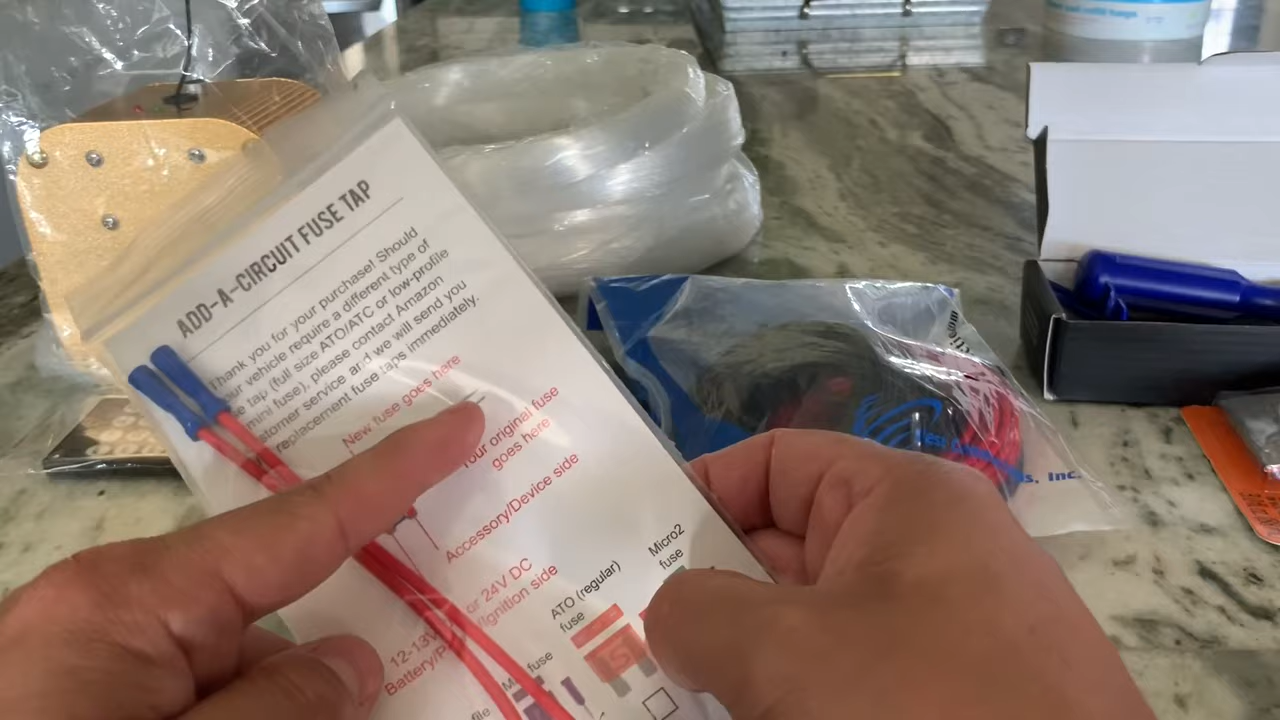 ADD-A-CIRCUIT FUSE TAP
Thank you for your purchase! Should
your vehicle require a different type of
tap (full size ATO/ATC or low-profile
mini fuse), please contact Amazon
service and we will send you
replacement fuse taps immediately.
New fuse goes here
Your original fuse
goes here
Accessory/Device side
12-13V or 24V DC
side
Micro2
fuse
ATO (regular)
fuse
fuse
Inc.